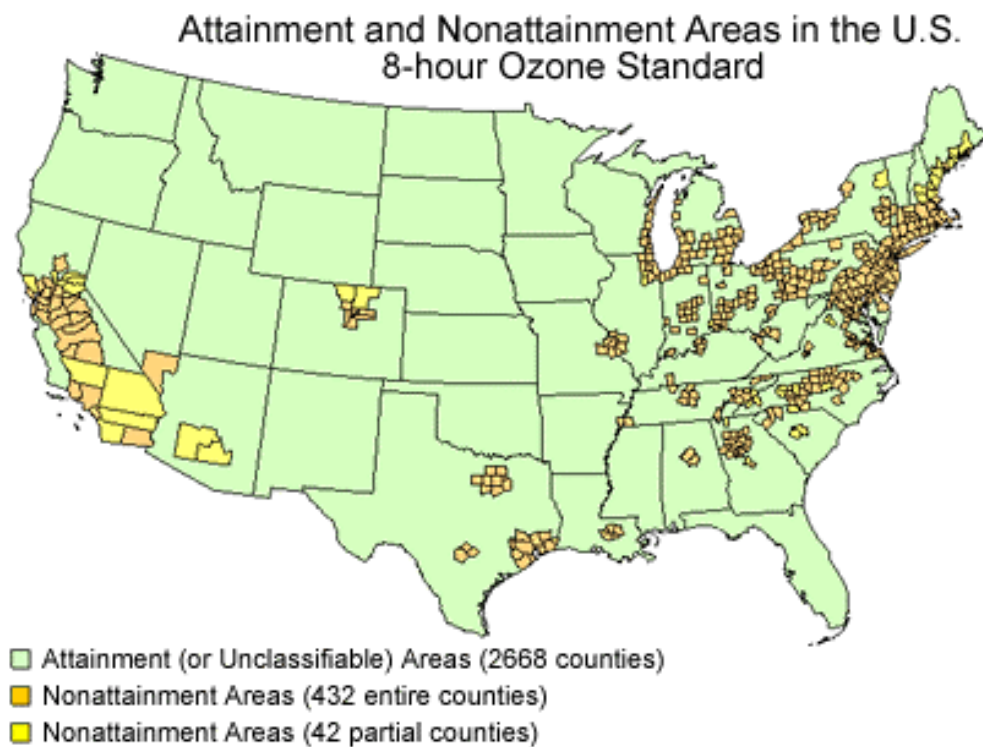 Attainment and Nonattainment Areas in the U.S.
8-hour Ozone Standard
Attainment (or Unclassifiable) Areas (2668 counties)
Nonattainment Areas (432 entire counties)
Nonattainment Areas (42 partial counties)